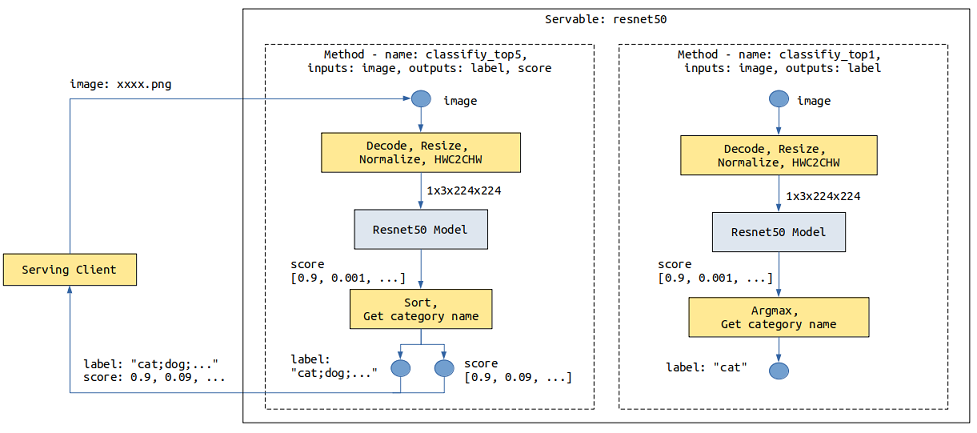 Servable: resnet50
Method - name: classifiy_top5,
inputs: image, outputs: label, score
image
Decode, Resize,
Normalize, HWC2CHW
1x3x224x224
Resnet50 Model
score
[0.9, 0.001, ...]
Sort,
Get category name
label:
"cat;dog;..."
score
[0.9, 0.09, ...]
Method - name: classifiy_top1,
inputs: image, outputs: label
image
Decode, Resize,
Normalize, HWC2CHW
1x3x224x224
Resnet50 Model
score
[0.9, 0.001, ...]
Argmax,
Get category name
label: "cat"
image: xxxx.png
Serving Client
label: "cat;dog;..."
score: 0.9, 0.09, ...